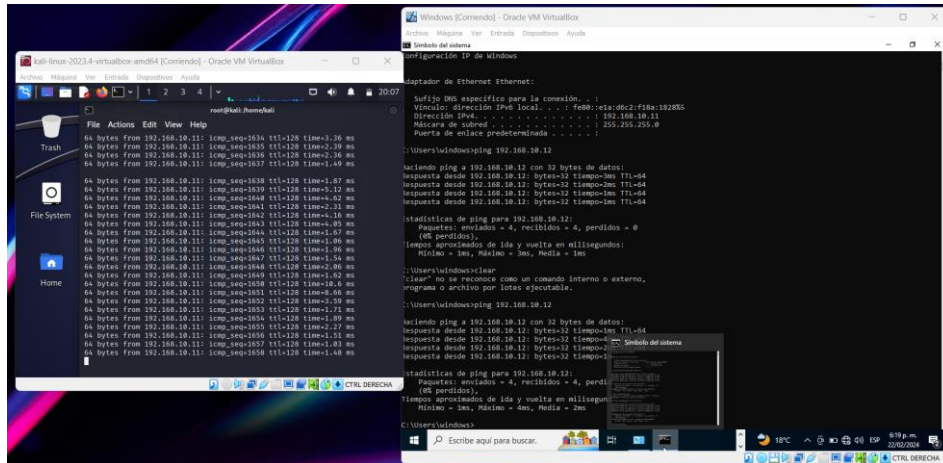 Windows [Corriendo] - Oracle VM VirtualBox
Archivo Máquina Ver Entrada Dispositivos Ayuda
Símbolo del sistema
Configuración IP de Windows
adaptador de Ethernet Ethernet:
Sufijo DNS específico para la conexión. . :
Vínculo: dirección IPv6 local. . . : fe80::e1a:d6c2:f18a:1828%5
Dirección IPv4. . . . . . . . . . . . . . : 192.168.10.11
Máscara de subred . . . . . . . . . . . . : 255.255.255.0
Puerta de enlace predeterminada . . . . . :
C:\Users\windows>ping 192.168.10.12
Haciendo ping a 192.168.10.12 con 32 bytes de datos:
Respuesta desde 192.168.10.12: bytes=32 tiempo=3ms TTL=64
Respuesta desde 192.168.10.12: bytes=32 tiempo=2ms TTL=64
Respuesta desde 192.168.10.12: bytes=32 tiempo=2ms TTL=64
Respuesta desde 192.168.10.12: bytes=32 tiempo=1ms TTL=64
Estadísticas de ping para 192.168.10.12:
Paquetes: enviados = 4, recibidos = 4, perdidos = 0
(0% perdidos),
Tiempos aproximados de ida y vuelta en milisegundos:
Mínimo = 1ms, Máximo = 3ms, Media = 1ms
C:\Users\windows>clear
"clear" no se reconoce como un comando interno o externo,
programa o archivo por lotes ejecutable.
C:\Users\windows>ping 192.168.10.12
Haciendo ping a 192.168.10.12 con 32 bytes de datos:
Respuesta desde 192.168.10.12: bytes=32 tiempo=1ms TTL=64
Respuesta desde 192.168.10.12: bytes=32 tiempo=4
Respuesta desde 192.168.10.12: bytes=32 tiempo=2
Respuesta desde 192.168.10.12: bytes=32 tiempo=1
Símbolo del sistema
Estadísticas de ping para 192.168.10.12:
Paquetes: enviados = 4, recibidos = 4, perdi
(0% perdidos),
Tiempos aproximados de ida y vuelta en milisegun
Mínimo = 1ms, Máximo = 4ms, Media = 2ms
C:\Users\windows>
Escribe aquí para buscar.
18°C
ESP
6:19 p. m.
22/02/2024
CTRL DERECHA
kali-linux-2023.4-virtualbox-amd64 [Corriendo] - Oracle VM VirtualBox
Archivo Máquina Ver Entrada Dispositivos Ayuda
1 2 3 4
20:07
root@kali: /home/kali
File Actions Edit View Help
Trash
File System
Home
64 bytes from 192.168.10.11: icmp_seq=1634 ttl=128 time=3.36 ms
64 bytes from 192.168.10.11: icmp_seq=1635 ttl=128 time=2.39 ms
64 bytes from 192.168.10.11: icmp_seq=1636 ttl=128 time=2.36 ms
64 bytes from 192.168.10.11: icmp_seq=1637 ttl=128 time=1.49 ms
64 bytes from 192.168.10.11: icmp_seq=1638 ttl=128 time=1.87 ms
64 bytes from 192.168.10.11: icmp_seq=1639 ttl=128 time=5.12 ms
64 bytes from 192.168.10.11: icmp_seq=1640 ttl=128 time=4.62 ms
64 bytes from 192.168.10.11: icmp_seq=1641 ttl=128 time=2.31 ms
64 bytes from 192.168.10.11: icmp_seq=1642 ttl=128 time=4.16 ms
64 bytes from 192.168.10.11: icmp_seq=1643 ttl=128 time=4.05 ms
64 bytes from 192.168.10.11: icmp_seq=1644 ttl=128 time=1.67 ms
64 bytes from 192.168.10.11: icmp_seq=1645 ttl=128 time=1.06 ms
64 bytes from 192.168.10.11: icmp_seq=1646 ttl=128 time=1.96 ms
64 bytes from 192.168.10.11: icmp_seq=1647 ttl=128 time=1.54 ms
64 bytes from 192.168.10.11: icmp_seq=1648 ttl=128 time=2.06 ms
64 bytes from 192.168.10.11: icmp_seq=1649 ttl=128 time=1.62 ms
64 bytes from 192.168.10.11: icmp_seq=1650 ttl=128 time=10.6 ms
64 bytes from 192.168.10.11: icmp_seq=1651 ttl=128 time=8.66 ms
64 bytes from 192.168.10.11: icmp_seq=1652 ttl=128 time=3.59 ms
64 bytes from 192.168.10.11: icmp_seq=1653 ttl=128 time=1.71 ms
64 bytes from 192.168.10.11: icmp_seq=1654 ttl=128 time=1.89 ms
64 bytes from 192.168.10.11: icmp_seq=1655 ttl=128 time=2.27 ms
64 bytes from 192.168.10.11: icmp_seq=1656 ttl=128 time=1.51 ms
64 bytes from 192.168.10.11: icmp_seq=1657 ttl=128 time=1.03 ms
64 bytes from 192.168.10.11: icmp_seq=1658 ttl=128 time=1.48 ms
CTRL DERECHA